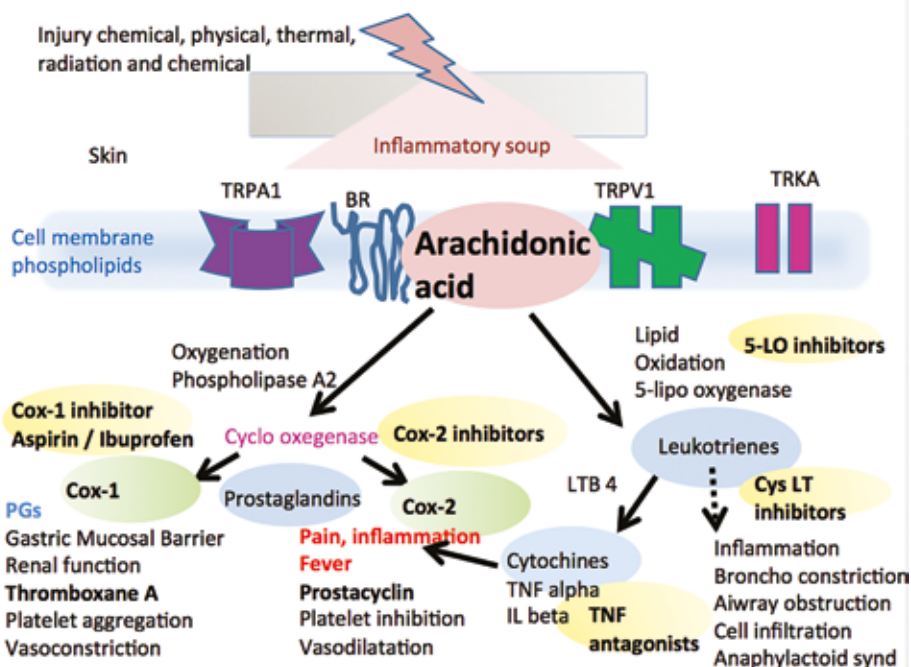 Injury chemical, physical, thermal,
radiation and chemical
Inflammatory soup
Skin
TRPA1
BR
TRPV1
TRKA
Cell membrane
phospholipids
Arachidonic
acid
Oxygenation
Phospholipase A2
Lipid
Oxidation
5-lipo oxygenase
5-LO inhibitors
Cox-1 inhibitor
Aspirin / Ibuprofen
Cyclo oxegenase
Cox-2 inhibitors
Leukotrienes
Cox-1
Prostaglandins
Cox-2
LTB 4
Cys LT
inhibitors
PGs
Gastric Mucosal Barrier
Renal function
Thromboxane A
Platelet aggregation
Vasoconstriction
Pain, inflammation
Fever
Prostacyclin
Platelet inhibition
Vasodilatation
Cytochines
TNF alpha
IL beta
TNF
antagonists
Inflammation
Broncho constriction
Aiwray obstruction
Cell infiltration
Anaphylactoid synd